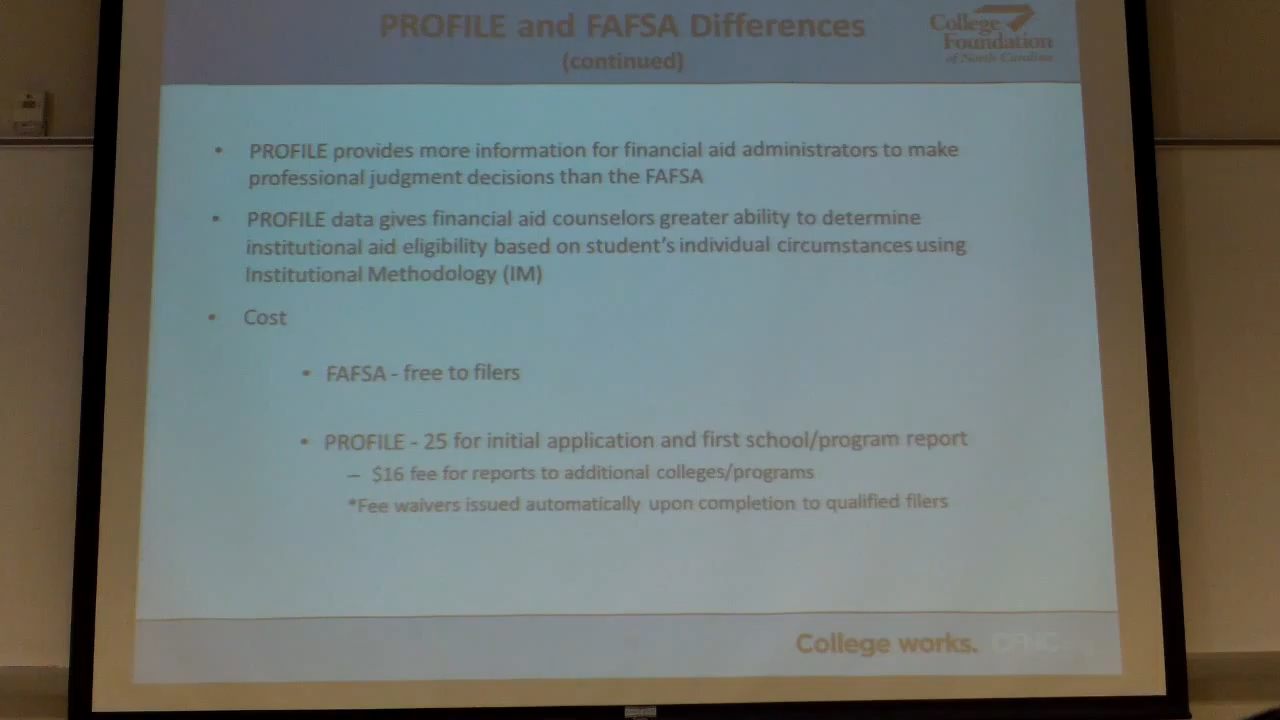 PROFILE and FAFSA Differences
(continued)
College
Foundation
of North Carolina
• PROFILE provides more information for financial aid administrators to make
professional judgment decisions than the FAFSA
• PROFILE data gives financial aid counselors greater ability to determine
institutional aid eligibility based on student's individual circumstances using
Institutional Methodology (IM)
• Cost
• FAFSA - free to filers
• PROFILE - 25 for initial application and first school/program report
– $16 fee for reports to additional colleges/programs
*Fee waivers issued automatically upon completion to qualified filers
College works. CFNC